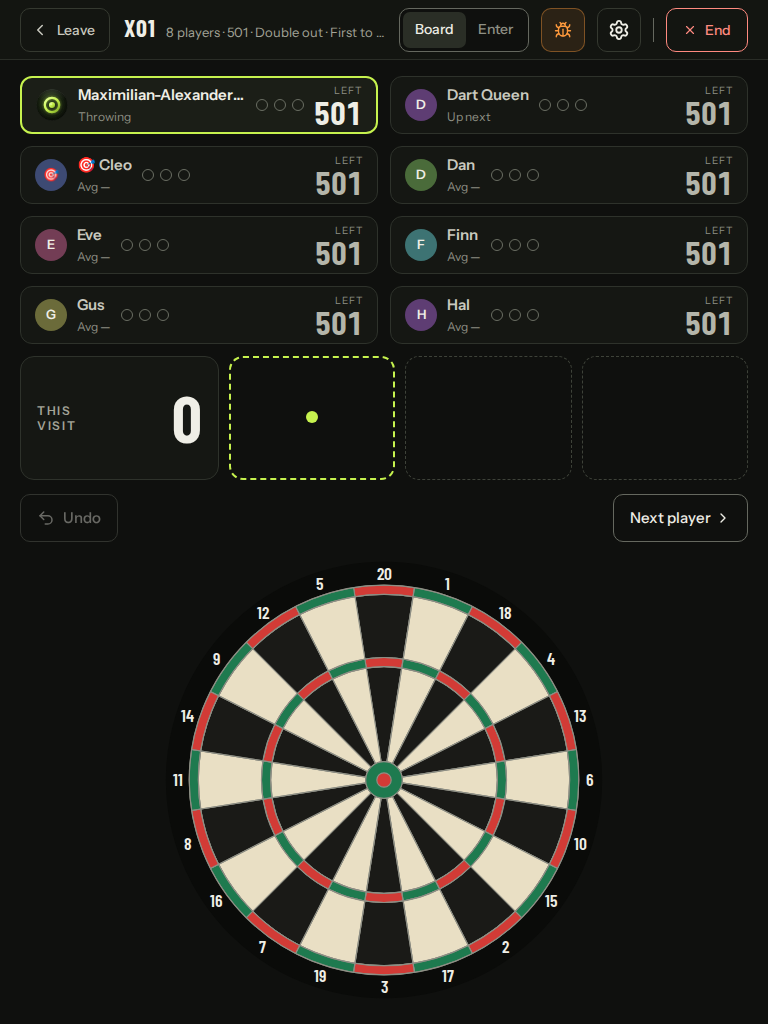 Leave
X01
8 players · 501 · Double out · First to ...
Board
Enter
End
Maximilian-Alexander...
Throwing
LEFT
501
D
Dart Queen
Up next
LEFT
501
🎯
🎯 Cleo
Avg —
LEFT
501
D
Dan
Avg —
LEFT
501
E
Eve
Avg —
LEFT
501
F
Finn
Avg —
LEFT
501
G
Gus
Avg —
LEFT
501
H
Hal
Avg —
LEFT
501
THIS
VISIT
0
Undo
Next player
20
1
18
4
13
6
10
15
2
17
3
19
7
16
8
11
14
9
12
5